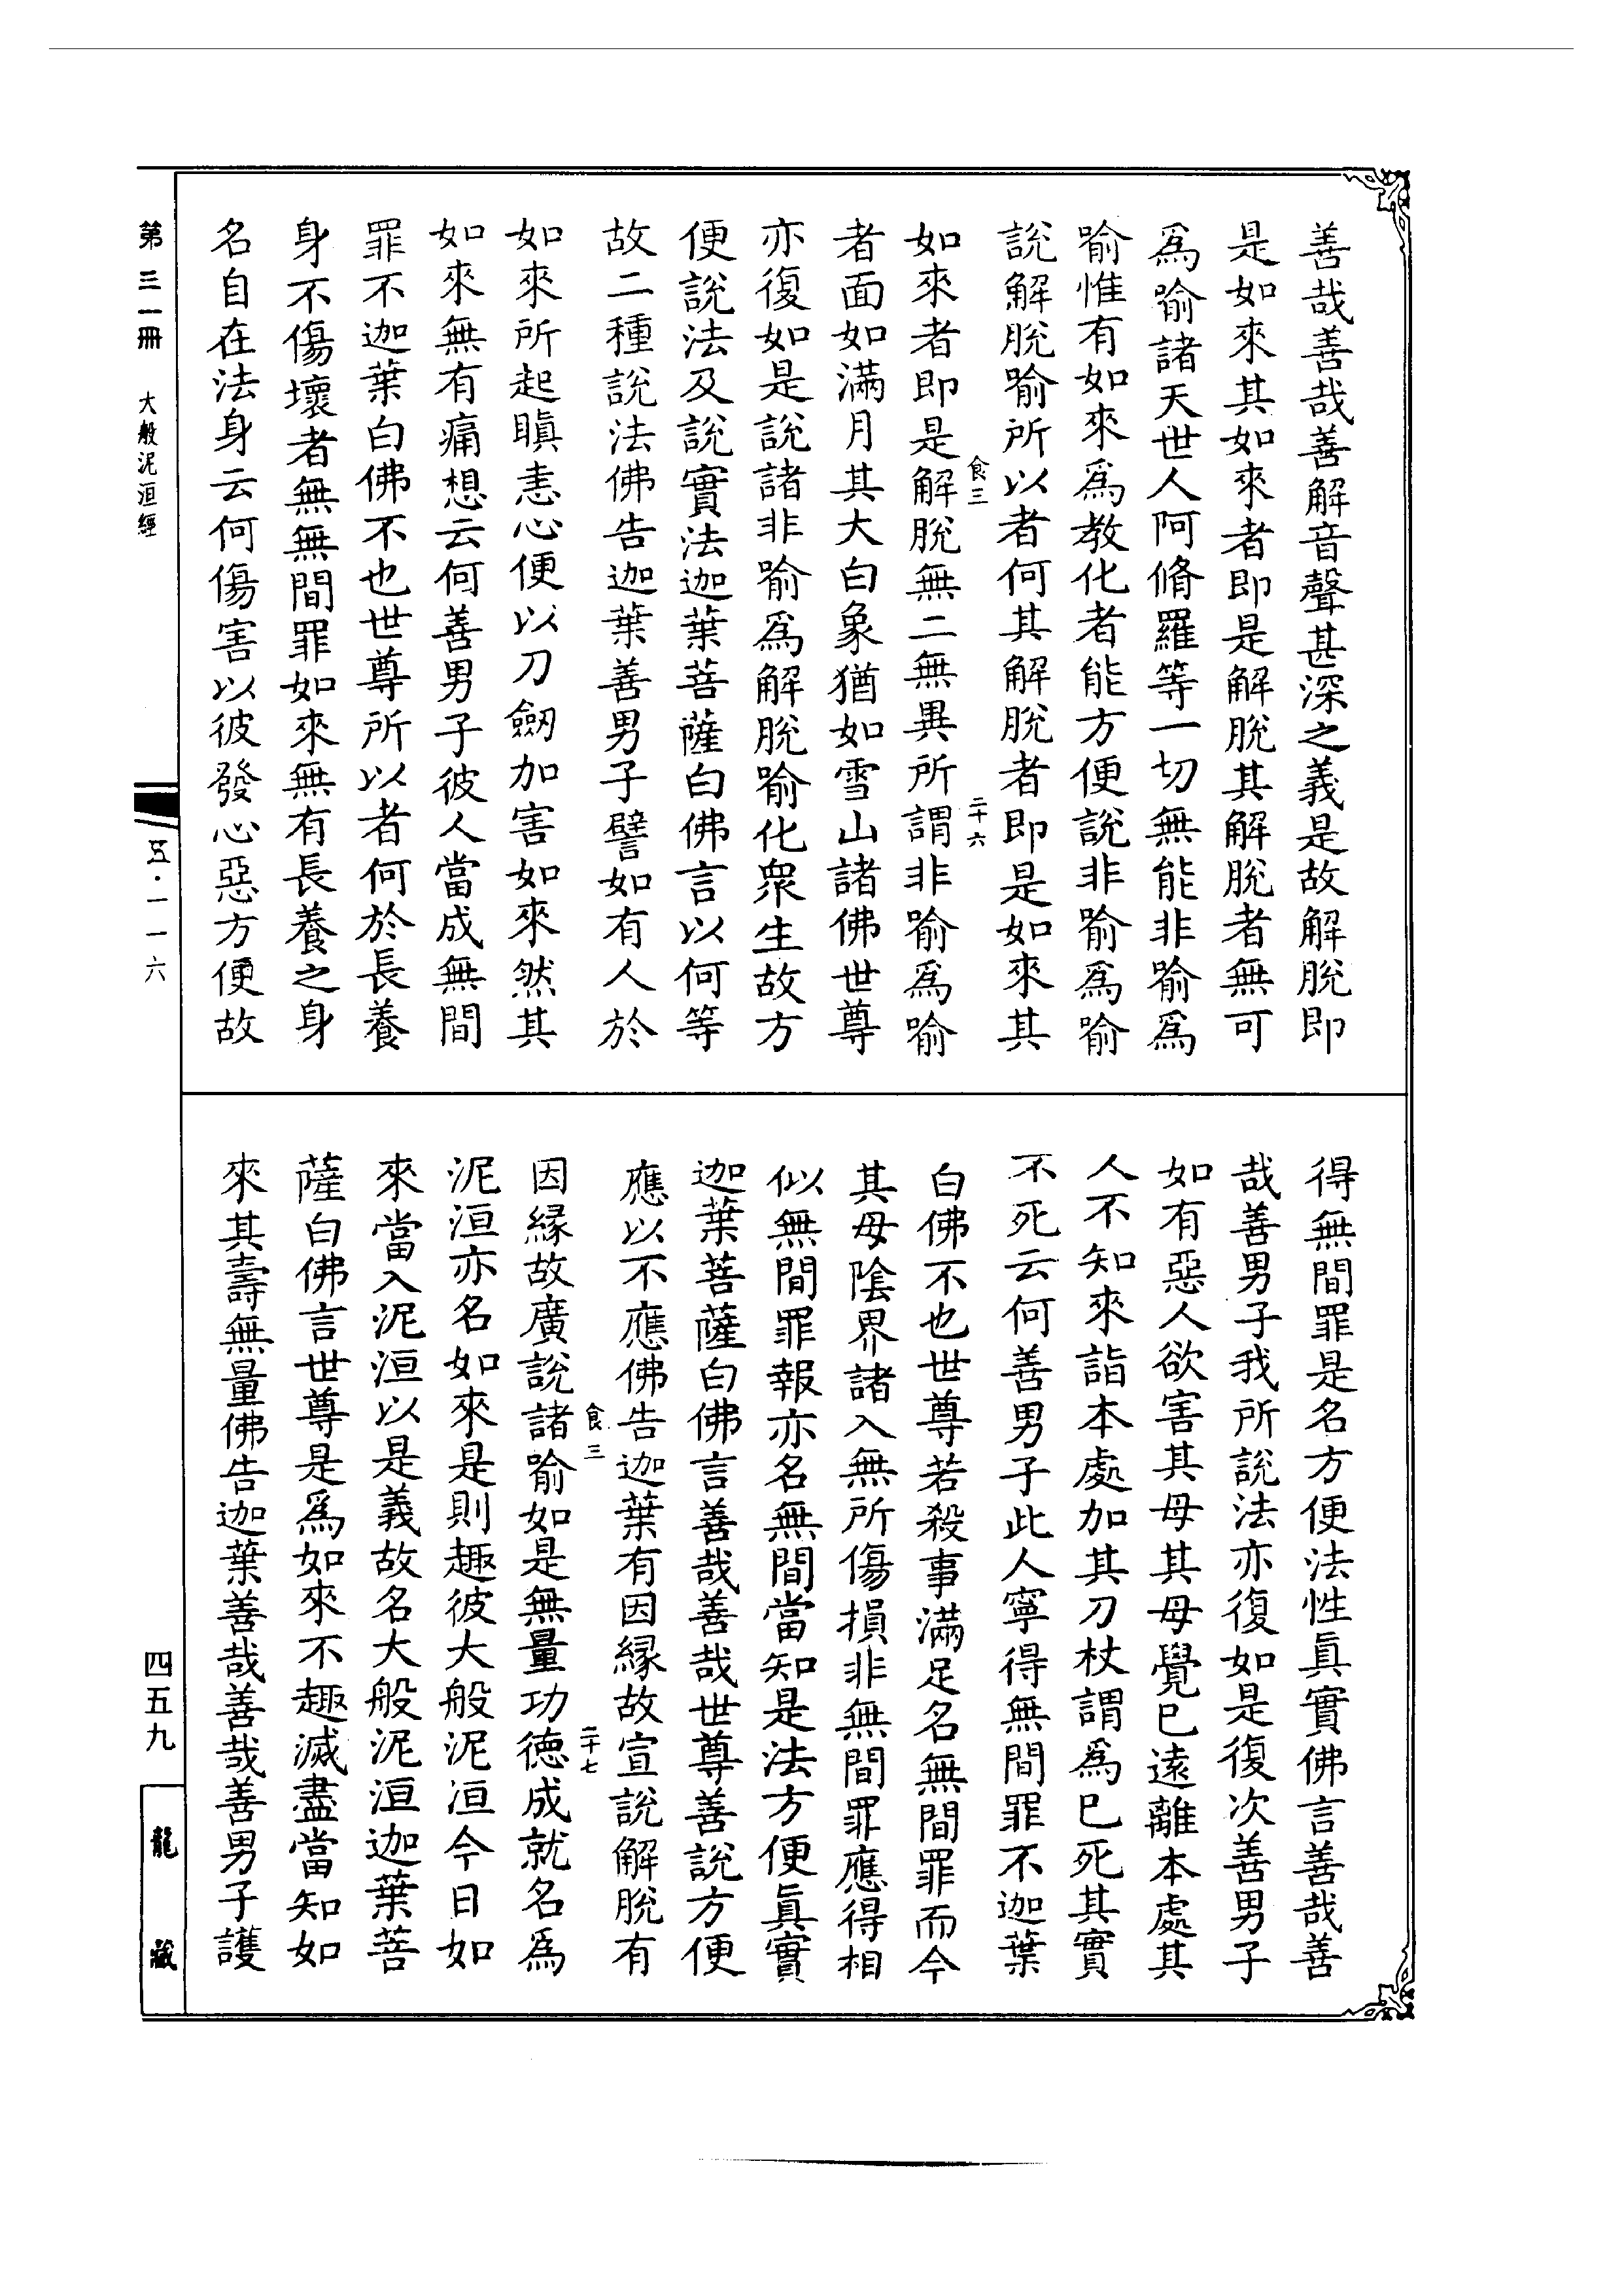 善哉善哉善解音聲甚深之義是故解脫即
是如來其如來者即是解脫其解脫者無可
爲喻諸天世人阿脩羅等一切無能非喻爲
喻惟有如來爲教化者能方便說非喻爲喻
說解脫喻所以者何其解脫者即是如來其
食三
二十六
如來者即是解脫無二無異所謂非喻爲喻
者面如滿月其大白象猶如雪山諸佛世尊
亦復如是說諸非喻爲解脫喻化衆生故方
便說法及說實法迦葉菩薩白佛言以何等
故二種說法佛告迦葉善男子譬如有人於
如來所起瞋恚心便以刀劒加害如來然其
如來無有痛想云何善男子彼人當成無間
罪不迦葉白佛不也世尊所以者何於長養
身不傷壞者無無間罪如來無有長養之身
名自在法身云何傷害以彼發心惡方便故
得無間罪是名方便法性眞實佛言善哉善
哉善男子我所說法亦復如是復次善男子
如有惡人欲害其母其母覺已遠離本處其
人不知來詣本處加其刀杖謂爲已死其實
不死云何善男子此人寧得無間罪不迦葉
白佛不也世尊若殺事滿足名無間罪而今
其母陰界諸入無所傷損非無間罪應得相
似無間罪報亦名無間當知是法方便眞實
迦葉菩薩白佛言善哉善哉世尊善說方便
應以不應佛告迦葉有因緣故宣說解脫有
食三
二十七
因緣故廣說諸喻如是無量功德成就名爲
泥洹亦名如來是則趣彼大般泥洹今日如
來當入泥洹以是義故名大般泥洹迦葉菩
薩白佛言世尊是爲如來不趣滅盡當知如
來其壽無量佛告迦葉善哉善哉善男子護
第三一冊　大般泥洹經
五·一一六
四五九
龍藏